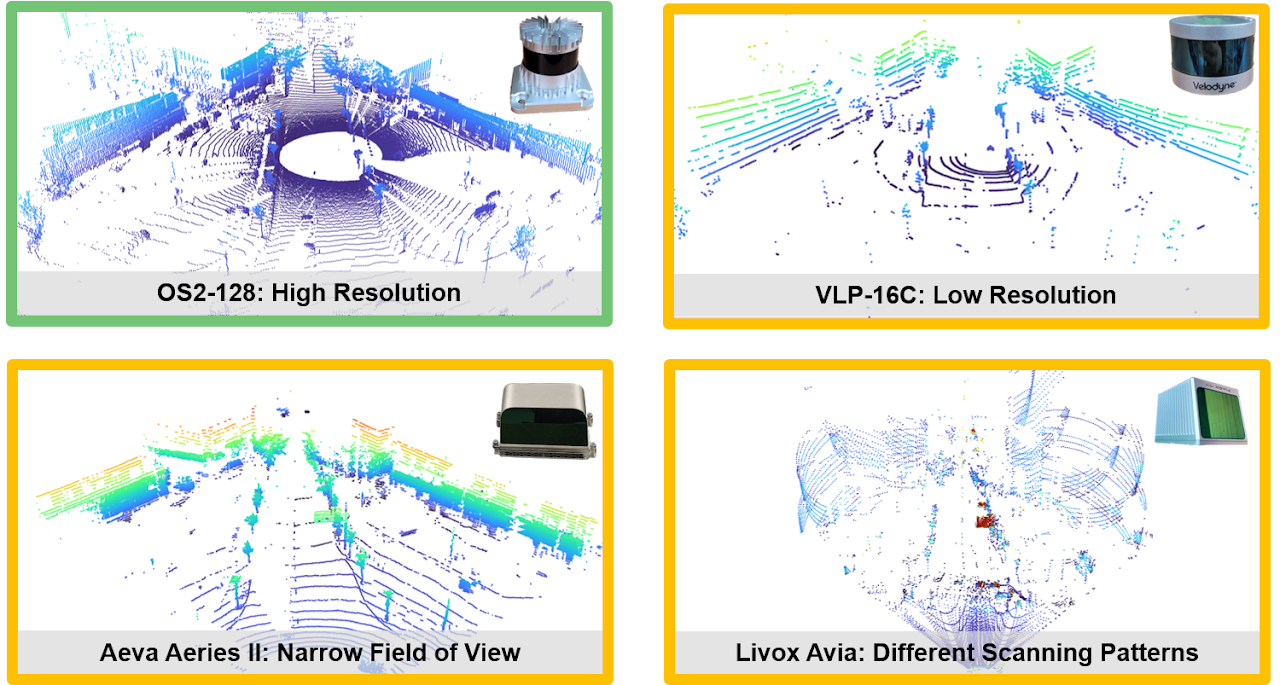 Velodyne
OS2-128: High Resolution
VLP-16C: Low Resolution
Aeva Aeries II: Narrow Field of View
Livox Avia: Different Scanning Patterns